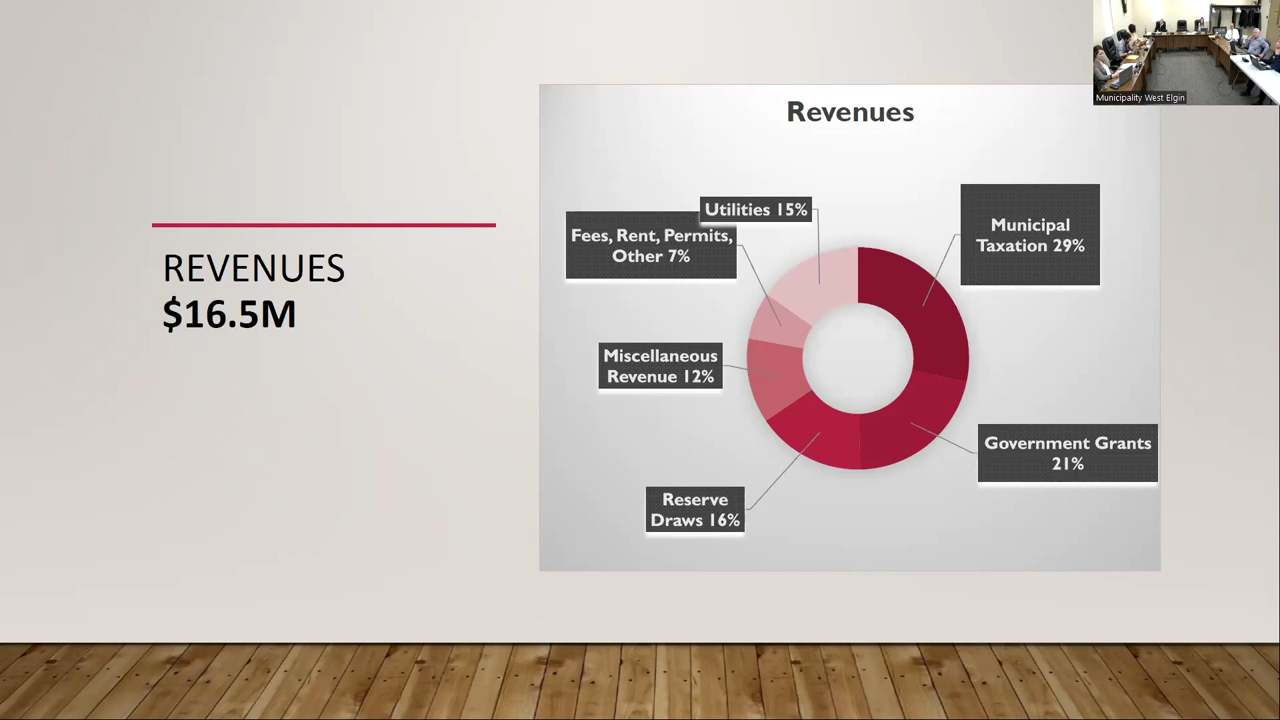 REVENUES
$16.5M
Revenues
Utilities 15%
Fees, Rent, Permits,
Other 7%
Municipal
Taxation 29%
Miscellaneous
Revenue 12%
Government Grants
21%
Reserve
Draws 16%
Municipality West Elgin